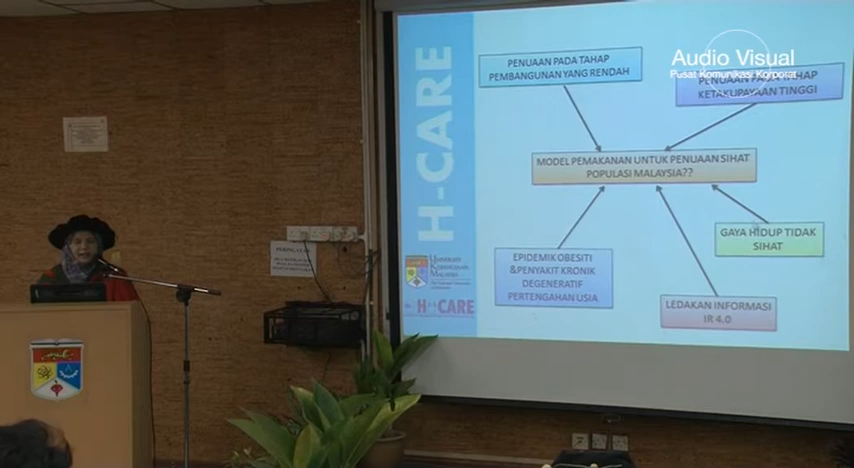 Audio Visual
Pusat Komunikasi Korporat
H-CARE
PENUAAN PADA TAHAP
PEMBANGUNAN YANG RENDAH
PENUAAN PADA TAHAP
KETAKUPAYAAN TINGGI
MODEL PEMAKANAN UNTUK PENUAAN SIHAT
POPULASI MALAYSIA??
GAYA HIDUP TIDAK
SIHAT
EPIDEMIK OBESITI
&PENYAKIT KRONIK
DEGENERATIF
PERTENGAHAN USIA
LEDAKAN INFORMASI
IR 4.0
UNIVERSITI
KEBANGSAAN
MALAYSIA
H-CARE
PERINGATAN